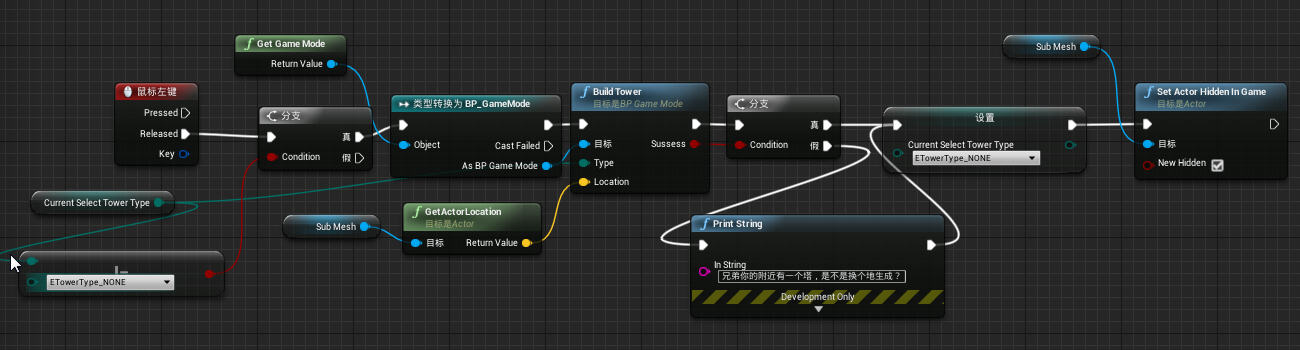 Get Game Mode
Return Value
Sub Mesh
鼠标左键
Pressed
Released
Key
分支
真
Condition
假
类型转换为 BP_GameMode
Cast Failed
Object
As BP Game Mode
Build Tower
目标是BP Game Mode
目标
Sussess
Type
Location
分支
真
Condition
假
设置
Current Select Tower Type
ETowerType_NONE
Set Actor Hidden In Game
目标是Actor
目标
New Hidden
Current Select Tower Type
Sub Mesh
GetActorLocation
目标是Actor
目标
Return Value
!=
ETowerType_NONE
Print String
In String
兄弟你的附近有一个塔，是不是换个地生成？
Development Only